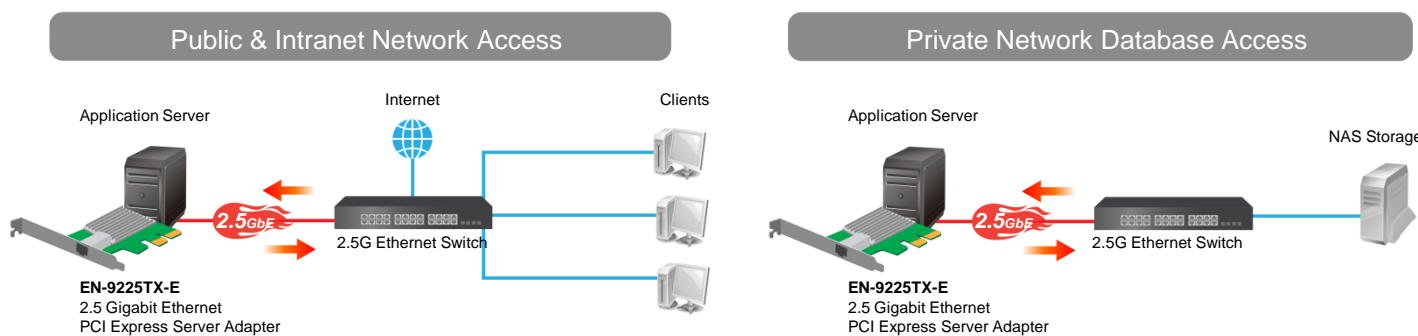 Public & Intranet Network Access
Internet
Clients
Application Server
2.5GbE
2.5G Ethernet Switch
EN-9225TX-E
2.5 Gigabit Ethernet
PCI Express Server Adapter
Private Network Database Access
Application Server
NAS Storage
2.5GbE
2.5G Ethernet Switch
EN-9225TX-E
2.5 Gigabit Ethernet
PCI Express Server Adapter